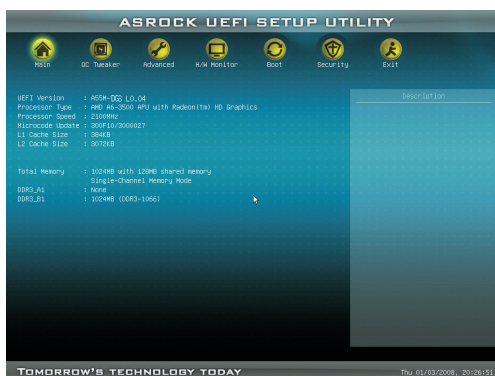 ASROCK UEFI SETUP UTILITY
Main OC Tweaker Advanced H/W Monitor Boot Security Exit
Description
UEFI Version : A55M-DGS L0.04
Processor Type : AMD A6-3500 APU with Radeon(tm) HD Graphics
Processor Speed : 2100MHz
Microcode Update : 300F10/3000027
L1 Cache Size : 384KB
L2 Cache Size : 3072KB
Total Memory : 1024MB with 128MB shared memory
Single-Channel Memory Mode
DDR3_A1 : None
DDR3_B1 : 1024MB (DDR3-1066)
TOMORROW'S TECHNOLOGY TODAY
Thu 01/03/2008, 20:26:51